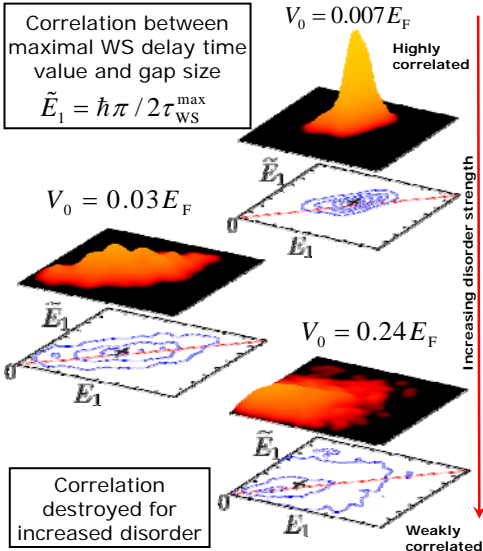 Correlation between
maximal WS delay time
value and gap size
Ẽ₁ = ħπ / 2τ_WS^max
V₀ = 0.007E_F
Highly
correlated
Ẽ₁
0
E₁
V₀ = 0.03E_F
Ẽ₁
0
E₁
V₀ = 0.24E_F
Ẽ₁
0
E₁
Increasing disorder strength
Correlation
destroyed for
increased disorder
Weakly
correlated